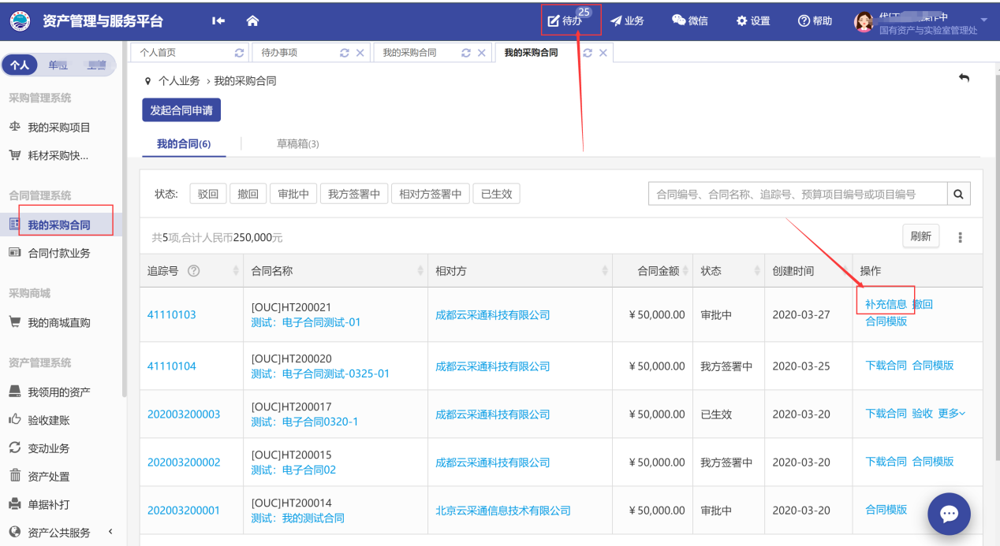 资产管理与服务平台
待办 25
业务
微信
设置
帮助
国有资产与实验室管理处
个人
单位
个人首页
待办事项
我的采购合同
我的采购合同
个人业务 › 我的采购合同
发起合同申请
我的合同(6)
草稿箱(3)
采购管理系统
我的采购项目
耗材采购快...
合同管理系统
我的采购合同
合同付款业务
采购商城
我的商城直购
资产管理系统
我领用的资产
验收建账
变动业务
资产处置
单据补打
资产公共服务
状态: 驳回 撤回 审批中 我方签署中 相对方签署中 已生效
合同编号、合同名称、追踪号、预算项目编号或项目编号
共5项,合计人民币250,000元
刷新
追踪号 合同名称 相对方 合同金额 状态 创建时间 操作
41110103 [OUC]HT200021 测试：电子合同测试-01 成都云采通科技有限公司 ¥ 50,000.00 审批中 2020-03-27 补充信息 撤回 合同模版
41110104 [OUC]HT200020 测试：电子合同测试-0325-01 成都云采通科技有限公司 ¥ 50,000.00 我方签署中 2020-03-25 下载合同 合同模版
202003200003 [OUC]HT200017 测试：电子合同0320-1 成都云采通科技有限公司 ¥ 50,000.00 已生效 2020-03-20 下载合同 验收 更多
202003200002 [OUC]HT200015 测试：电子合同02 成都云采通科技有限公司 ¥ 50,000.00 我方签署中 2020-03-20 下载合同 合同模版
202003200001 [OUC]HT200014 测试：我的测试合同 北京云采通信息技术有限公司 ¥ 50,000.00 审批中 2020-03-20 合同模版